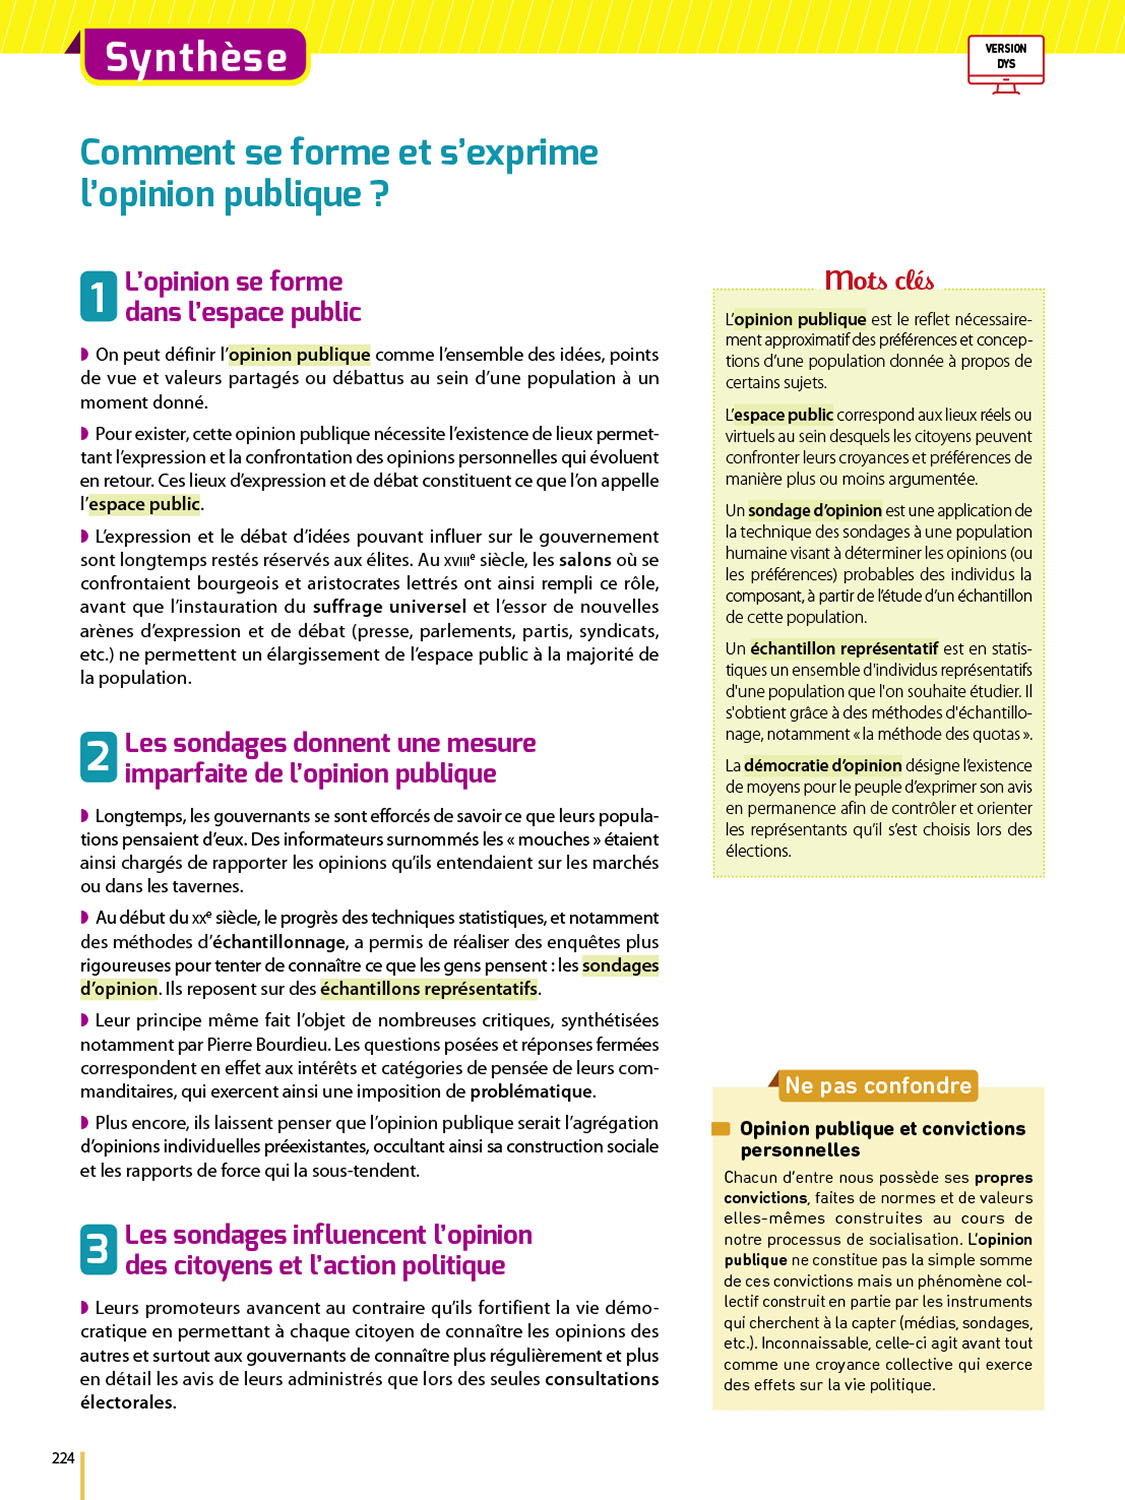 Synthèse
VERSION
DYS
Comment se forme et s’exprime
l’opinion publique ?
1
L’opinion se forme
dans l’espace public
◗ On peut définir l’opinion publique comme l’ensemble des idées, points
de vue et valeurs partagés ou débattus au sein d’une population à un
moment donné.
◗ Pour exister, cette opinion publique nécessite l’existence de lieux permet-
tant l’expression et la confrontation des opinions personnelles qui évoluent
en retour. Ces lieux d’expression et de débat constituent ce que l’on appelle
l’espace public.
◗ L’expression et le débat d’idées pouvant influer sur le gouvernement
sont longtemps restés réservés aux élites. Au XVIIIe siècle, les salons où se
confrontaient bourgeois et aristocrates lettrés ont ainsi rempli ce rôle,
avant que l’instauration du suffrage universel et l’essor de nouvelles
arènes d’expression et de débat (presse, parlements, partis, syndicats,
etc.) ne permettent un élargissement de l’espace public à la majorité de
la population.
2
Les sondages donnent une mesure
imparfaite de l’opinion publique
◗ Longtemps, les gouvernants se sont efforcés de savoir ce que leurs popula-
tions pensaient d’eux. Des informateurs surnommés les « mouches » étaient
ainsi chargés de rapporter les opinions qu’ils entendaient sur les marchés
ou dans les tavernes.
◗ Au début du XXe siècle, le progrès des techniques statistiques, et notamment
des méthodes d’échantillonnage, a permis de réaliser des enquêtes plus
rigoureuses pour tenter de connaître ce que les gens pensent : les sondages
d’opinion. Ils reposent sur des échantillons représentatifs.
◗ Leur principe même fait l’objet de nombreuses critiques, synthétisées
notamment par Pierre Bourdieu. Les questions posées et réponses fermées
correspondent en effet aux intérêts et catégories de pensée de leurs com-
manditaires, qui exercent ainsi une imposition de problématique.
◗ Plus encore, ils laissent penser que l’opinion publique serait l’agrégation
d’opinions individuelles préexistantes, occultant ainsi sa construction sociale
et les rapports de force qui la sous-tendent.
3
Les sondages influencent l’opinion
des citoyens et l’action politique
◗ Leurs promoteurs avancent au contraire qu’ils fortifient la vie démo-
cratique en permettant à chaque citoyen de connaître les opinions des
autres et surtout aux gouvernants de connaître plus régulièrement et plus
en détail les avis de leurs administrés que lors des seules consultations
électorales.
Mots clés
L’opinion publique est le reflet nécessaire-
ment approximatif des préférences et concep-
tions d’une population donnée à propos de
certains sujets.
L’espace public correspond aux lieux réels ou
virtuels au sein desquels les citoyens peuvent
confronter leurs croyances et préférences de
manière plus ou moins argumentée.
Un sondage d’opinion est une application de
la technique des sondages à une population
humaine visant à déterminer les opinions (ou
les préférences) probables des individus la
composant, à partir de l’étude d’un échantillon
de cette population.
Un échantillon représentatif est en statis-
tiques un ensemble d'individus représentatifs
d'une population que l'on souhaite étudier. Il
s'obtient grâce à des méthodes d'échantillo-
nage, notamment « la méthode des quotas ».
La démocratie d’opinion désigne l’existence
de moyens pour le peuple d’exprimer son avis
en permanence afin de contrôler et orienter
les représentants qu’il s’est choisis lors des
élections.
Ne pas confondre
Opinion publique et convictions
personnelles
Chacun d’entre nous possède ses propres
convictions, faites de normes et de valeurs
elles-mêmes construites au cours de
notre processus de socialisation. L’opinion
publique ne constitue pas la simple somme
de ces convictions mais un phénomène col-
lectif construit en partie par les instruments
qui cherchent à la capter (médias, sondages,
etc.). Inconnaissable, celle-ci agit avant tout
comme une croyance collective qui exerce
des effets sur la vie politique.
224